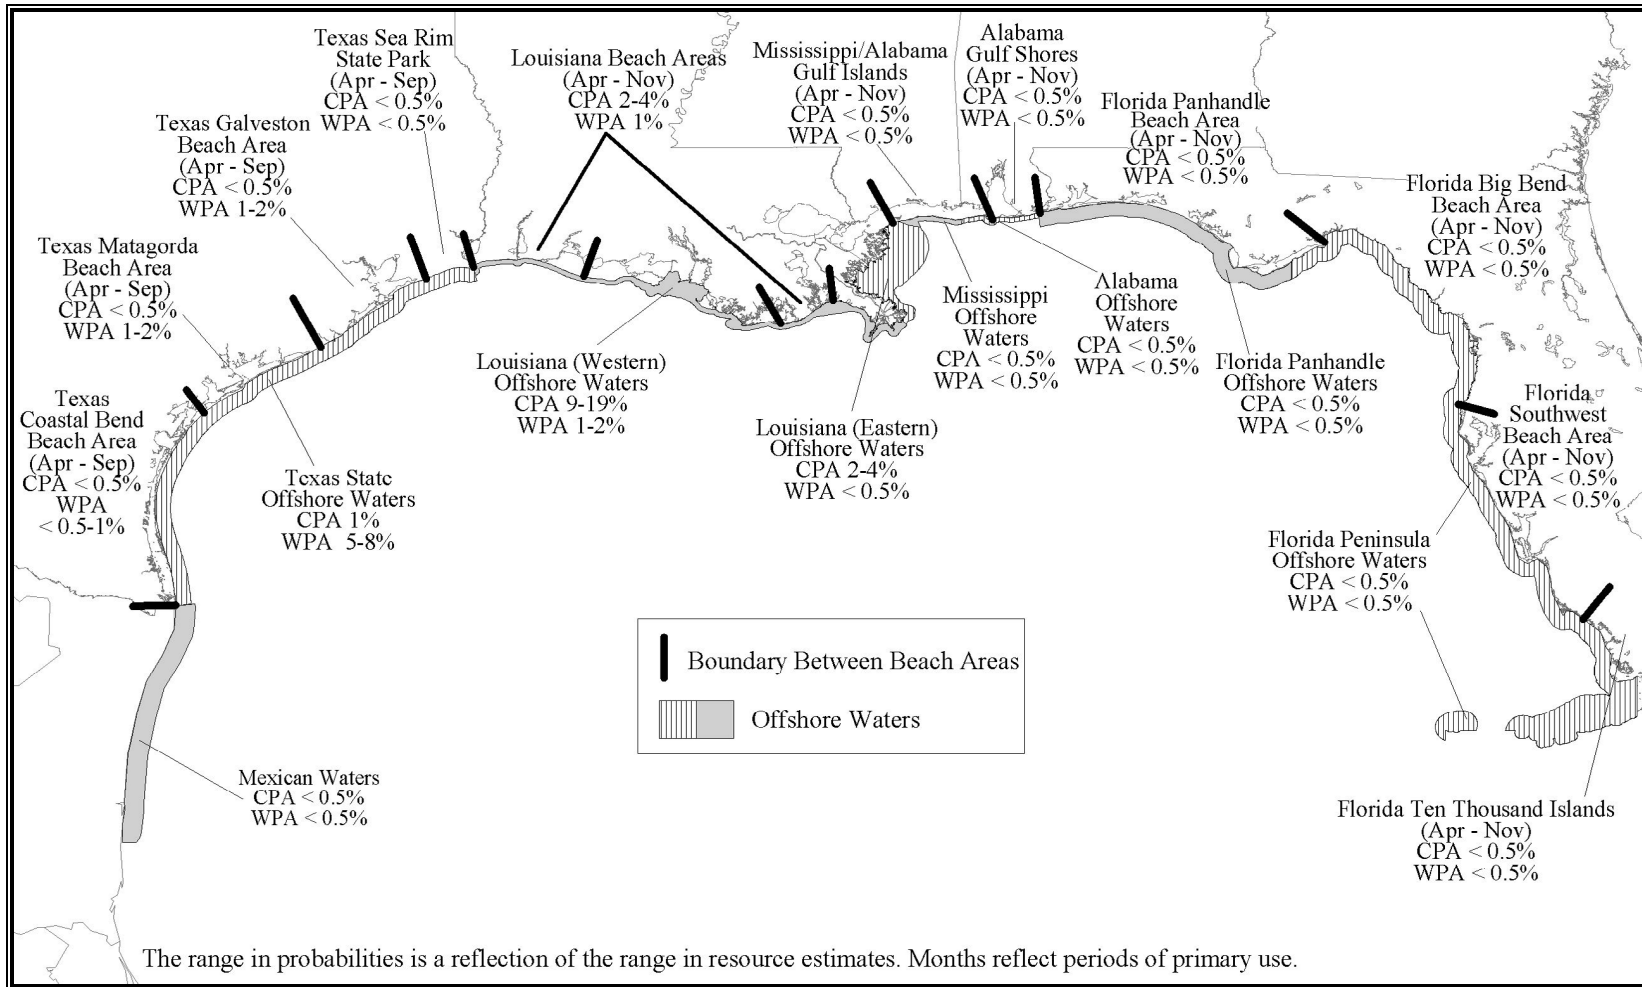 Texas Sea Rim
State Park
(Apr - Sep)
CPA < 0.5%
WPA < 0.5%
Louisiana Beach Areas
(Apr - Nov)
CPA 2-4%
WPA 1%
Mississippi/Alabama
Gulf Islands
(Apr - Nov)
CPA < 0.5%
WPA < 0.5%
Alabama
Gulf Shores
(Apr - Nov)
CPA < 0.5%
WPA < 0.5%
Florida Panhandle
Beach Area
(Apr - Nov)
CPA < 0.5%
WPA < 0.5%
Texas Galveston
Beach Area
(Apr - Sep)
CPA < 0.5%
WPA 1-2%
Florida Big Bend
Beach Area
(Apr - Nov)
CPA < 0.5%
WPA < 0.5%
Texas Matagorda
Beach Area
(Apr - Sep)
CPA < 0.5%
WPA 1-2%
Texas
Coastal Bend
Beach Area
(Apr - Sep)
CPA < 0.5%
WPA
< 0.5-1%
Texas State
Offshore Waters
CPA 1%
WPA 5-8%
Louisiana (Western)
Offshore Waters
CPA 9-19%
WPA 1-2%
Louisiana (Eastern)
Offshore Waters
CPA 2-4%
WPA < 0.5%
Mississippi
Offshore
Waters
CPA < 0.5%
WPA < 0.5%
Alabama
Offshore
Waters
CPA < 0.5%
WPA < 0.5%
Florida Panhandle
Offshore Waters
CPA < 0.5%
WPA < 0.5%
Florida
Southwest
Beach Area
(Apr - Nov)
CPA < 0.5%
WPA < 0.5%
Florida Peninsula
Offshore Waters
CPA < 0.5%
WPA < 0.5%
Boundary Between Beach Areas
Offshore Waters
Mexican Waters
CPA < 0.5%
WPA < 0.5%
Florida Ten Thousand Islands
(Apr - Nov)
CPA < 0.5%
WPA < 0.5%
The range in probabilities is a reflection of the range in resource estimates. Months reflect periods of primary use.